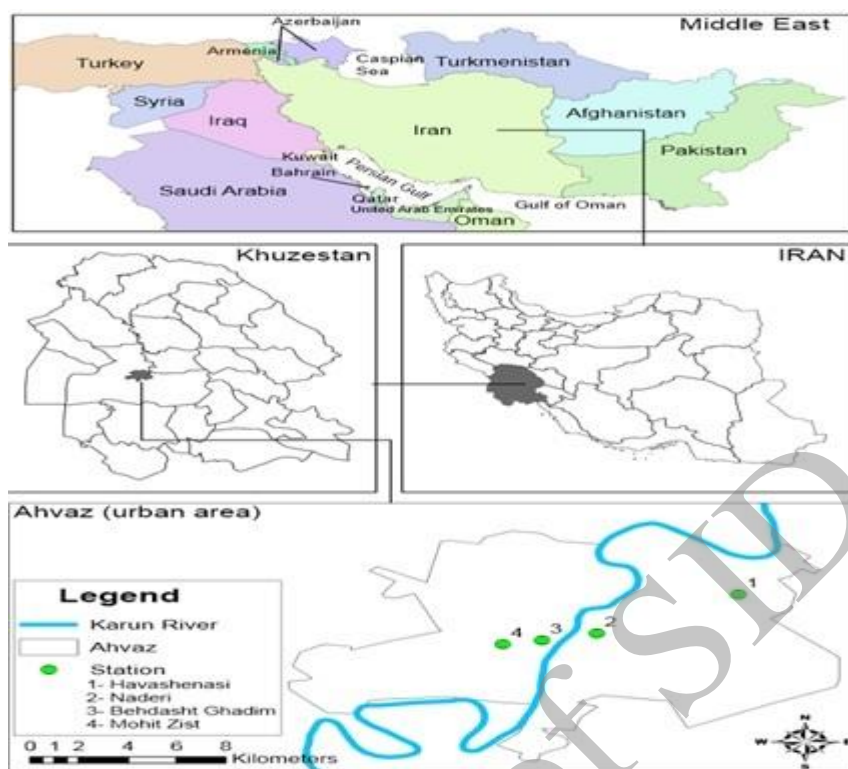 Middle East
Azerbaijan
Armenia
Caspian
Sea
Turkey
Turkmenistan
Syria
Afghanistan
Iraq
Iran
Pakistan
Kuwait
Persian Gulf
Bahrain
Saudi Arabia
Qatar
United Arab Emirates
Gulf of Oman
Oman
Khuzestan
IRAN
Ahvaz (urban area)
Legend
Karun River
Ahvaz
Station
1- Havashenasi
2- Naderi
3- Behdasht Ghadim
4- Mohit Zist
0 1 2 4 6 8
Kilometers
1
2
3
4
N
W E
S
of SID